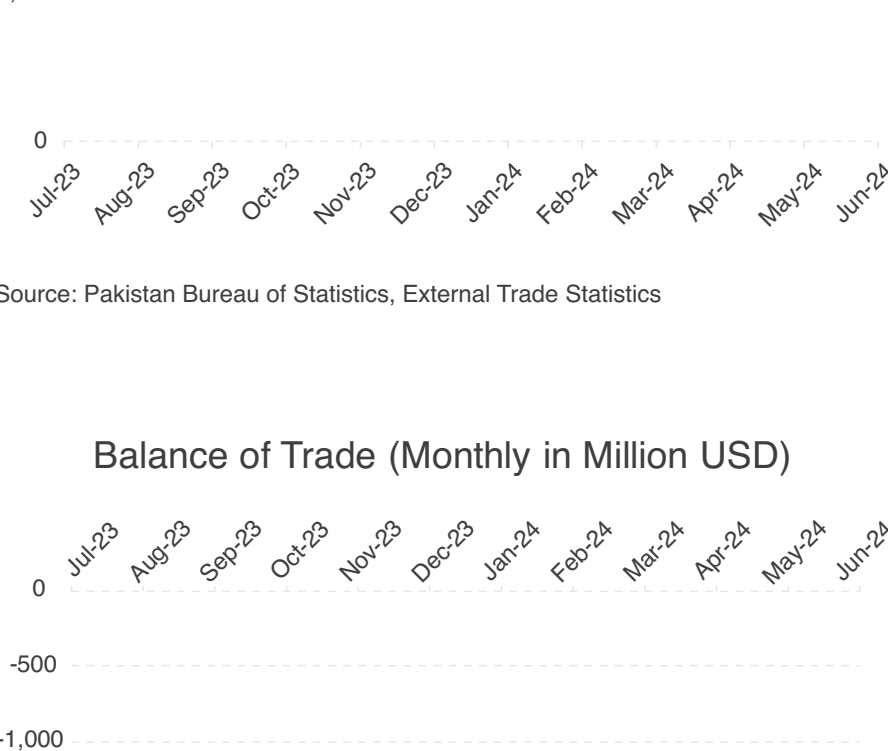 0
Jul-23 Aug-23 Sep-23 Oct-23 Nov-23 Dec-23 Jan-24 Feb-24 Mar-24 Apr-24 May-24 Jun-24
Source: Pakistan Bureau of Statistics, External Trade Statistics
Balance of Trade (Monthly in Million USD)
Jul-23 Aug-23 Sep-23 Oct-23 Nov-23 Dec-23 Jan-24 Feb-24 Mar-24 Apr-24 May-24 Jun-24
0
-500
-1,000